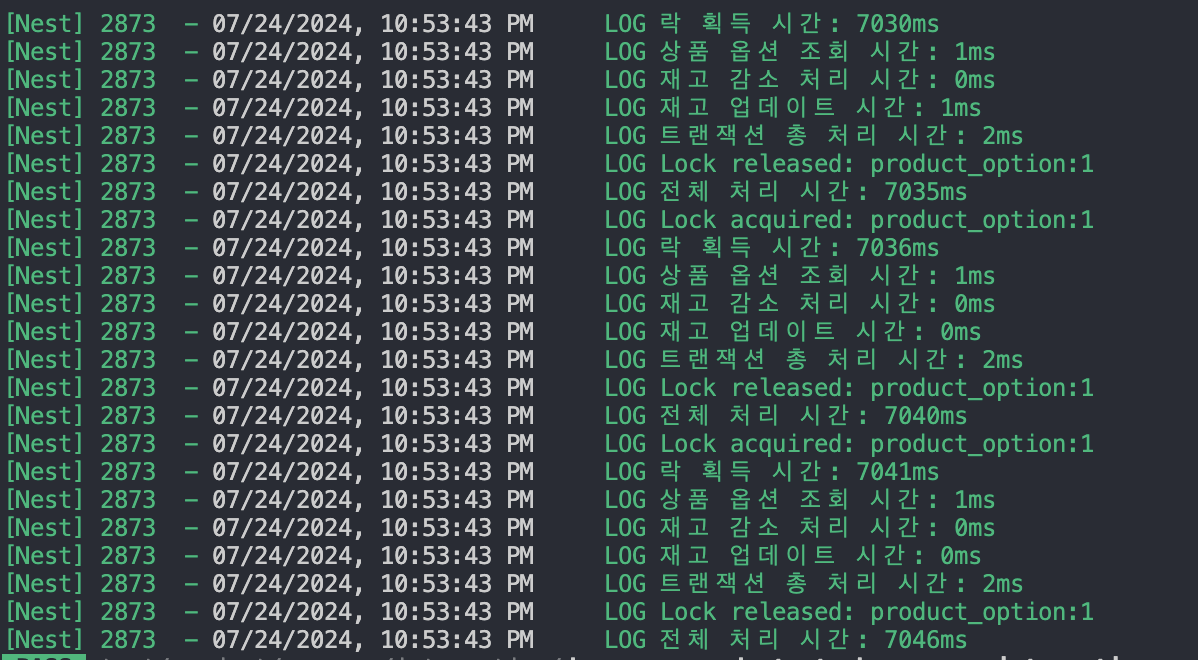 [Nest] 2873  - 07/24/2024, 10:53:43 PM     LOG 락 획득 시간: 7030ms
[Nest] 2873  - 07/24/2024, 10:53:43 PM     LOG 상품 옵션 조회 시간: 1ms
[Nest] 2873  - 07/24/2024, 10:53:43 PM     LOG 재고 감소 처리 시간: 0ms
[Nest] 2873  - 07/24/2024, 10:53:43 PM     LOG 재고 업데이트 시간: 1ms
[Nest] 2873  - 07/24/2024, 10:53:43 PM     LOG 트랜잭션 총 처리 시간: 2ms
[Nest] 2873  - 07/24/2024, 10:53:43 PM     LOG Lock released: product_option:1
[Nest] 2873  - 07/24/2024, 10:53:43 PM     LOG 전체 처리 시간: 7035ms
[Nest] 2873  - 07/24/2024, 10:53:43 PM     LOG Lock acquired: product_option:1
[Nest] 2873  - 07/24/2024, 10:53:43 PM     LOG 락 획득 시간: 7036ms
[Nest] 2873  - 07/24/2024, 10:53:43 PM     LOG 상품 옵션 조회 시간: 1ms
[Nest] 2873  - 07/24/2024, 10:53:43 PM     LOG 재고 감소 처리 시간: 0ms
[Nest] 2873  - 07/24/2024, 10:53:43 PM     LOG 재고 업데이트 시간: 0ms
[Nest] 2873  - 07/24/2024, 10:53:43 PM     LOG 트랜잭션 총 처리 시간: 2ms
[Nest] 2873  - 07/24/2024, 10:53:43 PM     LOG Lock released: product_option:1
[Nest] 2873  - 07/24/2024, 10:53:43 PM     LOG 전체 처리 시간: 7040ms
[Nest] 2873  - 07/24/2024, 10:53:43 PM     LOG Lock acquired: product_option:1
[Nest] 2873  - 07/24/2024, 10:53:43 PM     LOG 락 획득 시간: 7041ms
[Nest] 2873  - 07/24/2024, 10:53:43 PM     LOG 상품 옵션 조회 시간: 1ms
[Nest] 2873  - 07/24/2024, 10:53:43 PM     LOG 재고 감소 처리 시간: 0ms
[Nest] 2873  - 07/24/2024, 10:53:43 PM     LOG 재고 업데이트 시간: 0ms
[Nest] 2873  - 07/24/2024, 10:53:43 PM     LOG 트랜잭션 총 처리 시간: 2ms
[Nest] 2873  - 07/24/2024, 10:53:43 PM     LOG Lock released: product_option:1
[Nest] 2873  - 07/24/2024, 10:53:43 PM     LOG 전체 처리 시간: 7046ms